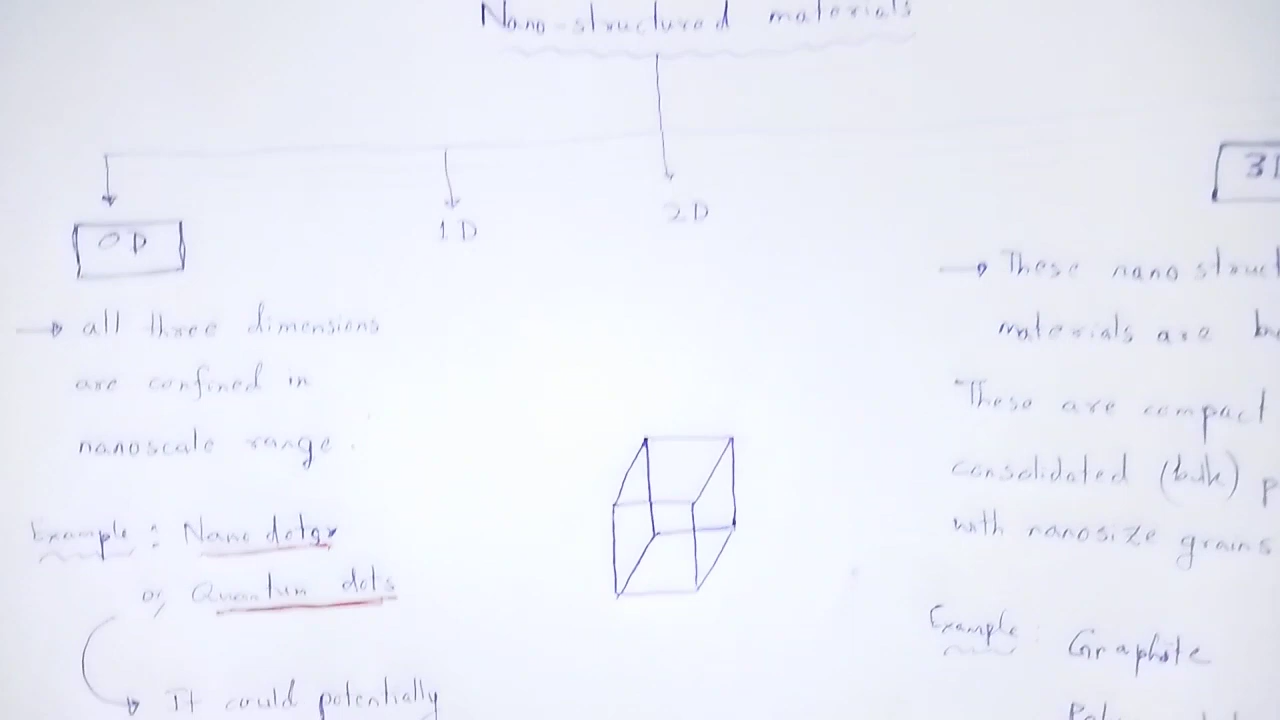 Nano-structured materials
0D
1D
2D
→ all three dimensions
are confined in
nanoscale range.
Example : Nano dots
or, Quantum dots
It could potentially
→ These nano struct
materials are
These are compact
consolidated (bulk)
with nanosize grains
Example : Graphite